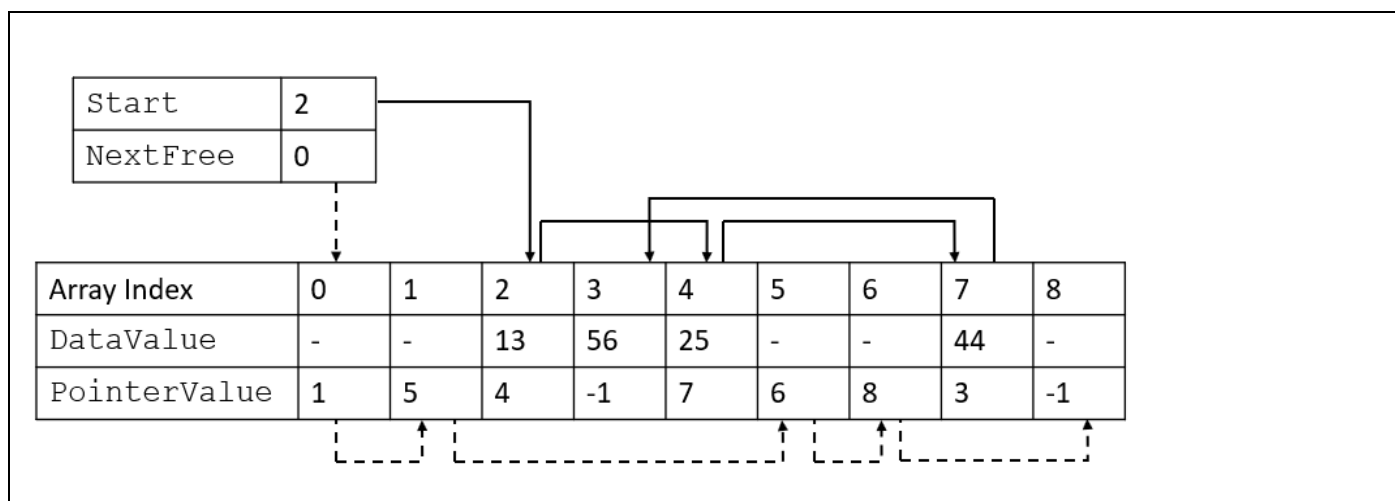 Start 2
NextFree 0
Array Index 0 1 2 3 4 5 6 7 8
DataValue - - 13 56 25 - - 44 -
PointerValue 1 5 4 -1 7 6 8 3 -1